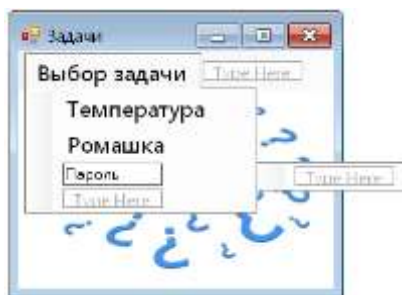 Задачи
Выбор задачи Type Here
Температура
Ромашка
Пароль
Type Here
Type Here